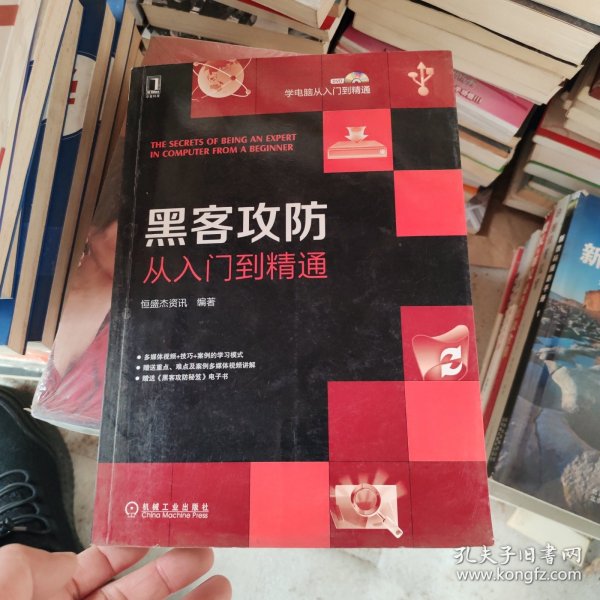 DVD
学电脑从入门到精通
THE SECRETS OF BEING AN EXPERT
IN COMPUTER FROM A BEGINNER
黑客攻防
从入门到精通
恒盛杰资讯 编著
● 多媒体视频+技巧+案例的学习模式
● 赠送重点、难点及案例多媒体视频讲解
● 赠送《黑客攻防秘笈》电子书
机械工业出版社
China Machine Press
新
孔夫子旧书网
www.kongfz.com